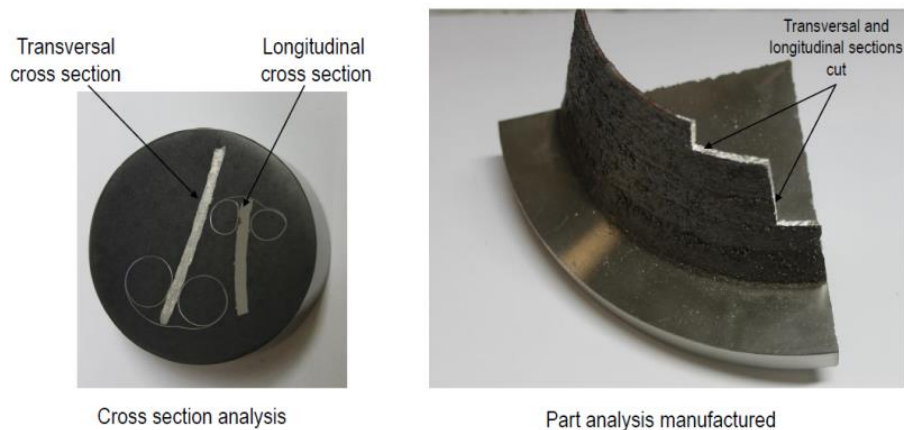 Transversal
cross section
Longitudinal
cross section
Transversal and
longitudinal sections
cut
Cross section analysis
Part analysis manufactured